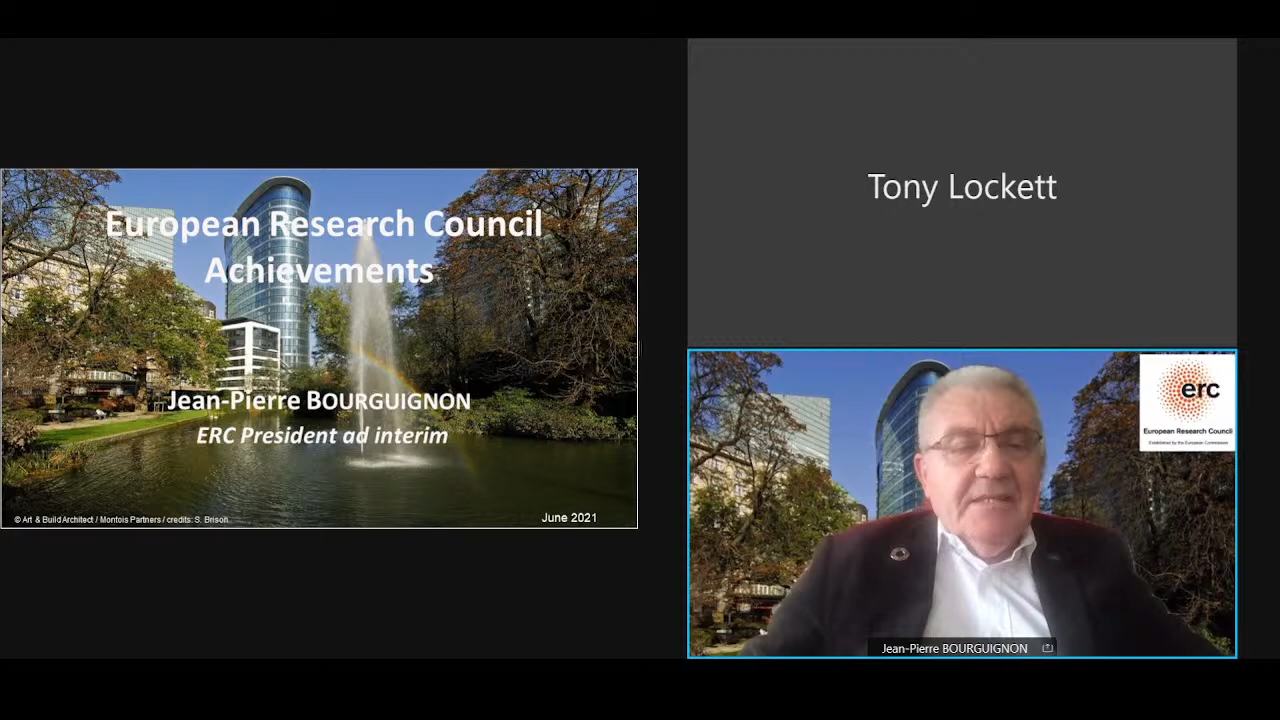 European Research Council
Achievements
Jean-Pierre BOURGUIGNON
ERC President ad interim
© Art & Build Architect / Montois Partners / credits: S. Brison
June 2021
Tony Lockett
erc
European Research Council
Established by the European Commission
Jean-Pierre BOURGUIGNON